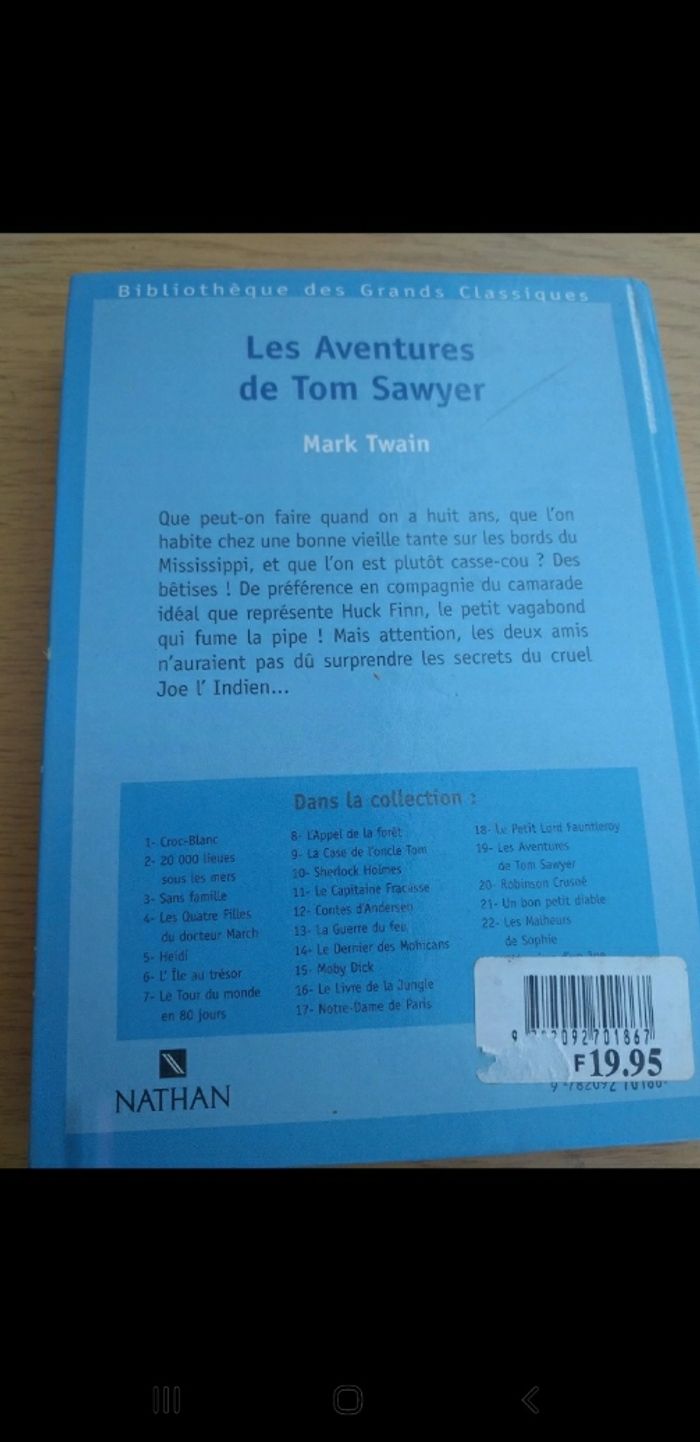 Bibliothèque des Grands Classiques
Les Aventures
de Tom Sawyer
Mark Twain
Que peut-on faire quand on a huit ans, que l'on
habite chez une bonne vieille tante sur les bords du
Mississippi, et que l'on est plutôt casse-cou ? Des
bêtises ! De préférence en compagnie du camarade
idéal que représente Huck Finn, le petit vagabond
qui fume la pipe ! Mais attention, les deux amis
n'auraient pas dû surprendre les secrets du cruel
Joe l' Indien...
Dans la collection :
1- Croc-Blanc
2- 20 000 lieues
sous les mers
3- Sans famille
4- Les Quatre Filles
du docteur March
5- Heidi
6- L' Île au trésor
7- Le Tour du monde
en 80 jours
8- L'Appel de la forêt
9- La Case de l'oncle Tom
10- Sherlock Holmes
11- Le Capitaine Fracasse
12- Contes d'Andersen
13- La Guerre du feu
14- Le Dernier des Mohicans
15- Moby Dick
16- Le Livre de la Jungle
17- Notre-Dame de Paris
18- Le Petit Lord Fauntleroy
19- Les Aventures
de Tom Sawyer
20- Robinson Crusoé
21- Un bon petit diable
22- Les Malheurs
de Sophie
092701867
F 19.95
NATHAN